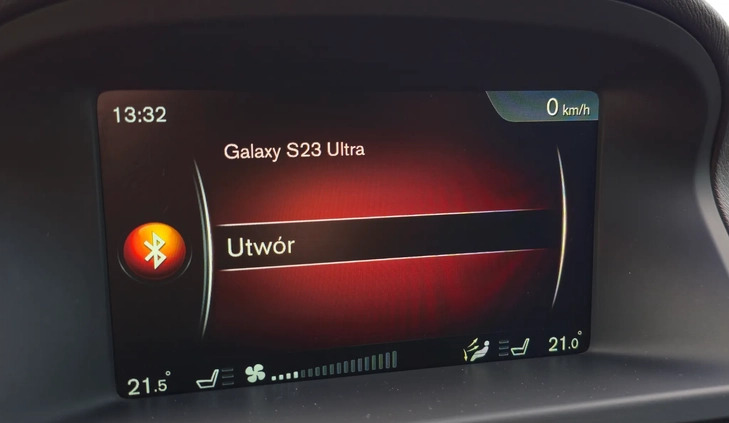 13:32
0 km/h
Galaxy S23 Ultra
Utwór
21.5°
21.0°